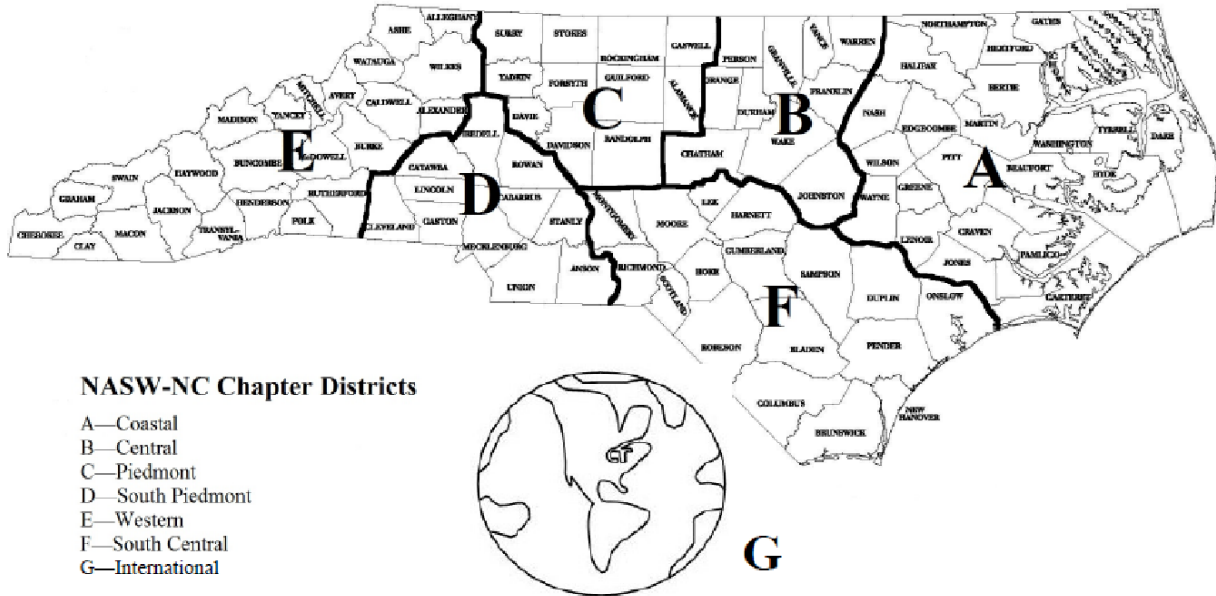 ALLEGHANY
ASHE
SURRY
STOKES
ROCKINGHAM
CASWELL
PERSON
GRANVILLE
VANCE
WARREN
NORTHAMPTON
GATES
HERTFORD
HALIFAX
WATAUGA
WILKES
YADKIN
FORSYTH
GUILFORD
ALAMANCE
ORANGE
DURHAM
FRANKLIN
NASH
BERTIE
MITCHELL
AVERY
CALDWELL
ALEXANDER
DAVIE
C
B
EDGECOMBE
MARTIN
TYRRELL
DARE
WASHINGTON
MADISON
YANCEY
IREDELL
DAVIDSON
RANDOLPH
CHATHAM
WAKE
WILSON
PITT
A
BEAUFORT
HYDE
BUNCOMBE
E
McDOWELL
BURKE
CATAWBA
ROWAN
SWAIN
HAYWOOD
HENDERSON
RUTHERFORD
LINCOLN
D
CABARRUS
STANLY
MONTGOMERY
MOORE
LEE
HARNETT
JOHNSTON
WAYNE
GREENE
GRAHAM
JACKSON
POLK
CLEVELAND
GASTON
LENOIR
CRAVEN
PAMLICO
CHEROKEE
CLAY
MACON
TRANSYL-
VANIA
MECKLENBURG
UNION
ANSON
RICHMOND
SCOTLAND
HOKE
CUMBERLAND
SAMPSON
DUPLIN
JONES
ONSLOW
CARTERET
F
ROBESON
BLADEN
PENDER
COLUMBUS
BRUNSWICK
NEW
HANOVER
NASW-NC Chapter Districts
A—Coastal
B—Central
C—Piedmont
D—South Piedmont
E—Western
F—South Central
G—International
G